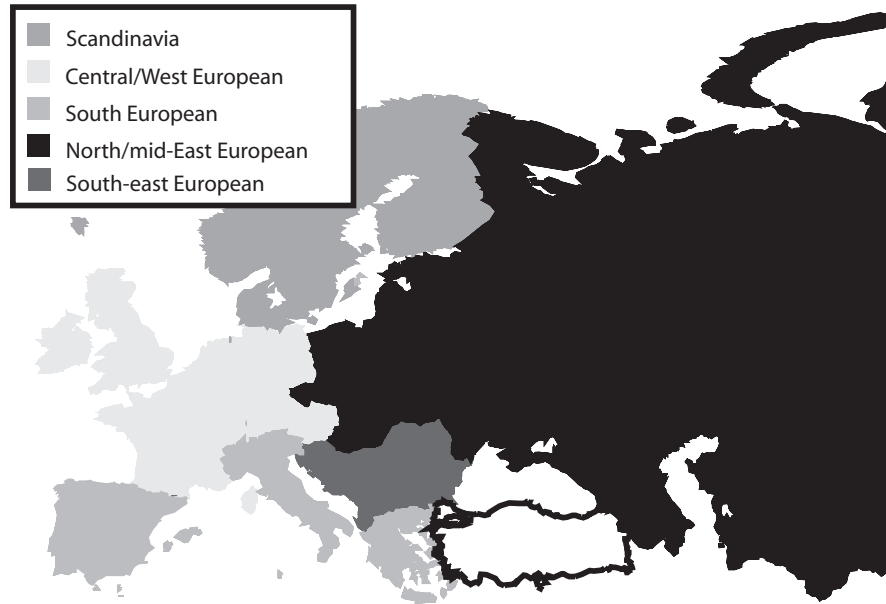 Scandinavia
Central/West European
South European
North/mid-East European
South-east European